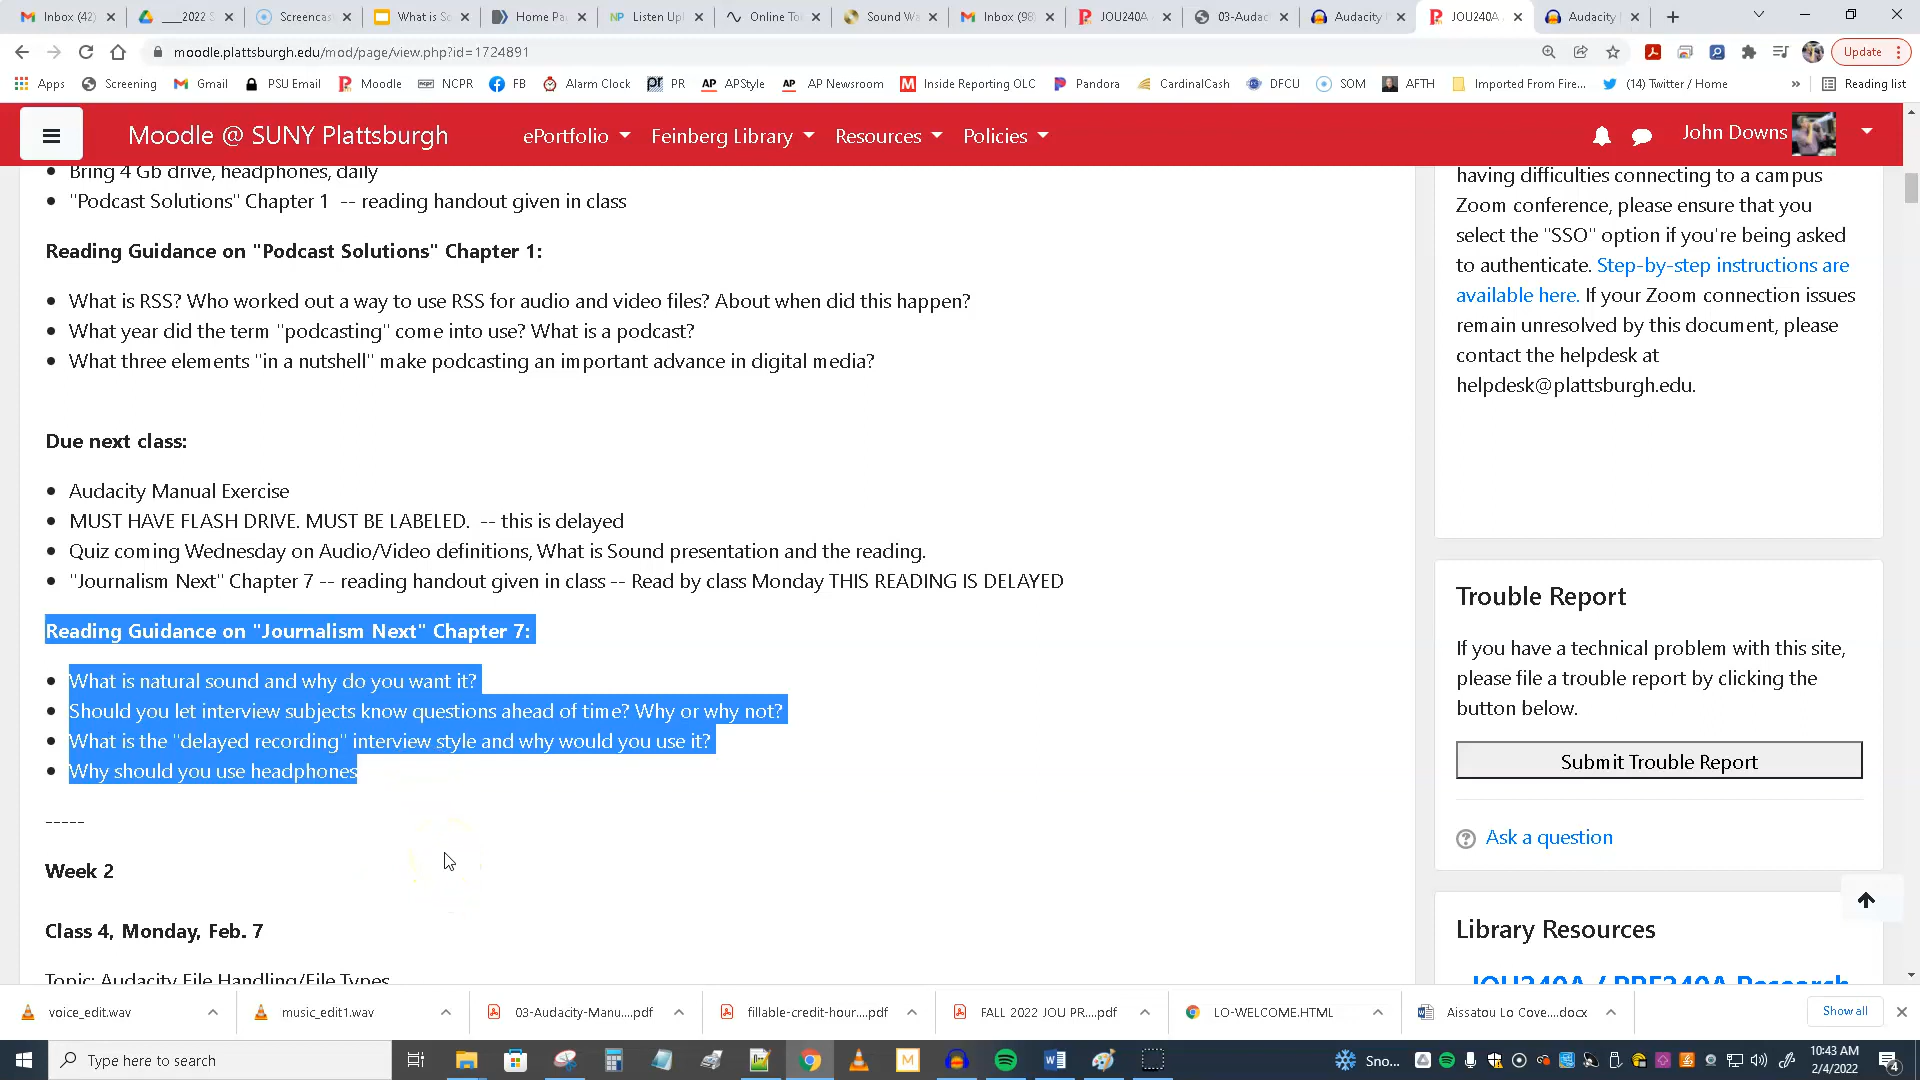 Inbox (42)
___2022 S
Screencas
What is So
Home Pa
Listen Up!
Online To
Sound Wa
Inbox (98)
JOU240A
03-Audac
Audacity
JOU240A
Audacity
moodle.plattsburgh.edu/mod/page/view.php?id=1724891
Update
Apps
Screening
Gmail
PSU Email
Moodle
NCPR
FB
Alarm Clock
PR
APStyle
AP Newsroom
Inside Reporting OLC
Pandora
CardinalCash
DFCU
SOM
AFTH
Imported From Fire...
(14) Twitter / Home
»
Reading list
Moodle @ SUNY Plattsburgh
ePortfolio
Feinberg Library
Resources
Policies
John Downs
Bring 4 Gb drive, headphones, daily
"Podcast Solutions" Chapter 1 -- reading handout given in class
Reading Guidance on "Podcast Solutions" Chapter 1:
What is RSS? Who worked out a way to use RSS for audio and video files? About when did this happen?
What year did the term "podcasting" come into use? What is a podcast?
What three elements "in a nutshell" make podcasting an important advance in digital media?
Due next class:
Audacity Manual Exercise
MUST HAVE FLASH DRIVE. MUST BE LABELED. -- this is delayed
Quiz coming Wednesday on Audio/Video definitions, What is Sound presentation and the reading.
"Journalism Next" Chapter 7 -- reading handout given in class -- Read by class Monday THIS READING IS DELAYED
Reading Guidance on "Journalism Next" Chapter 7:
What is natural sound and why do you want it?
Should you let interview subjects know questions ahead of time? Why or why not?
What is the "delayed recording" interview style and why would you use it?
Why should you use headphones
-----
Week 2
Class 4, Monday, Feb. 7
Topic: Audacity File Handling/File Types
having difficulties connecting to a campus
Zoom conference, please ensure that you
select the "SSO" option if you're being asked
to authenticate. Step-by-step instructions are
available here. If your Zoom connection issues
remain unresolved by this document, please
contact the helpdesk at
helpdesk@plattsburgh.edu.
Trouble Report
If you have a technical problem with this site,
please file a trouble report by clicking the
button below.
Submit Trouble Report
Ask a question
Library Resources
JOU240A / PRF240A Research
voice_edit.wav
music_edit1.wav
03-Audacity-Manu....pdf
fillable-credit-hour....pdf
FALL 2022 JOU PR....pdf
LO-WELCOME.HTML
Aissatou Lo Cove....docx
Show all
Type here to search
Sno...
10:43 AM
2/4/2022
4